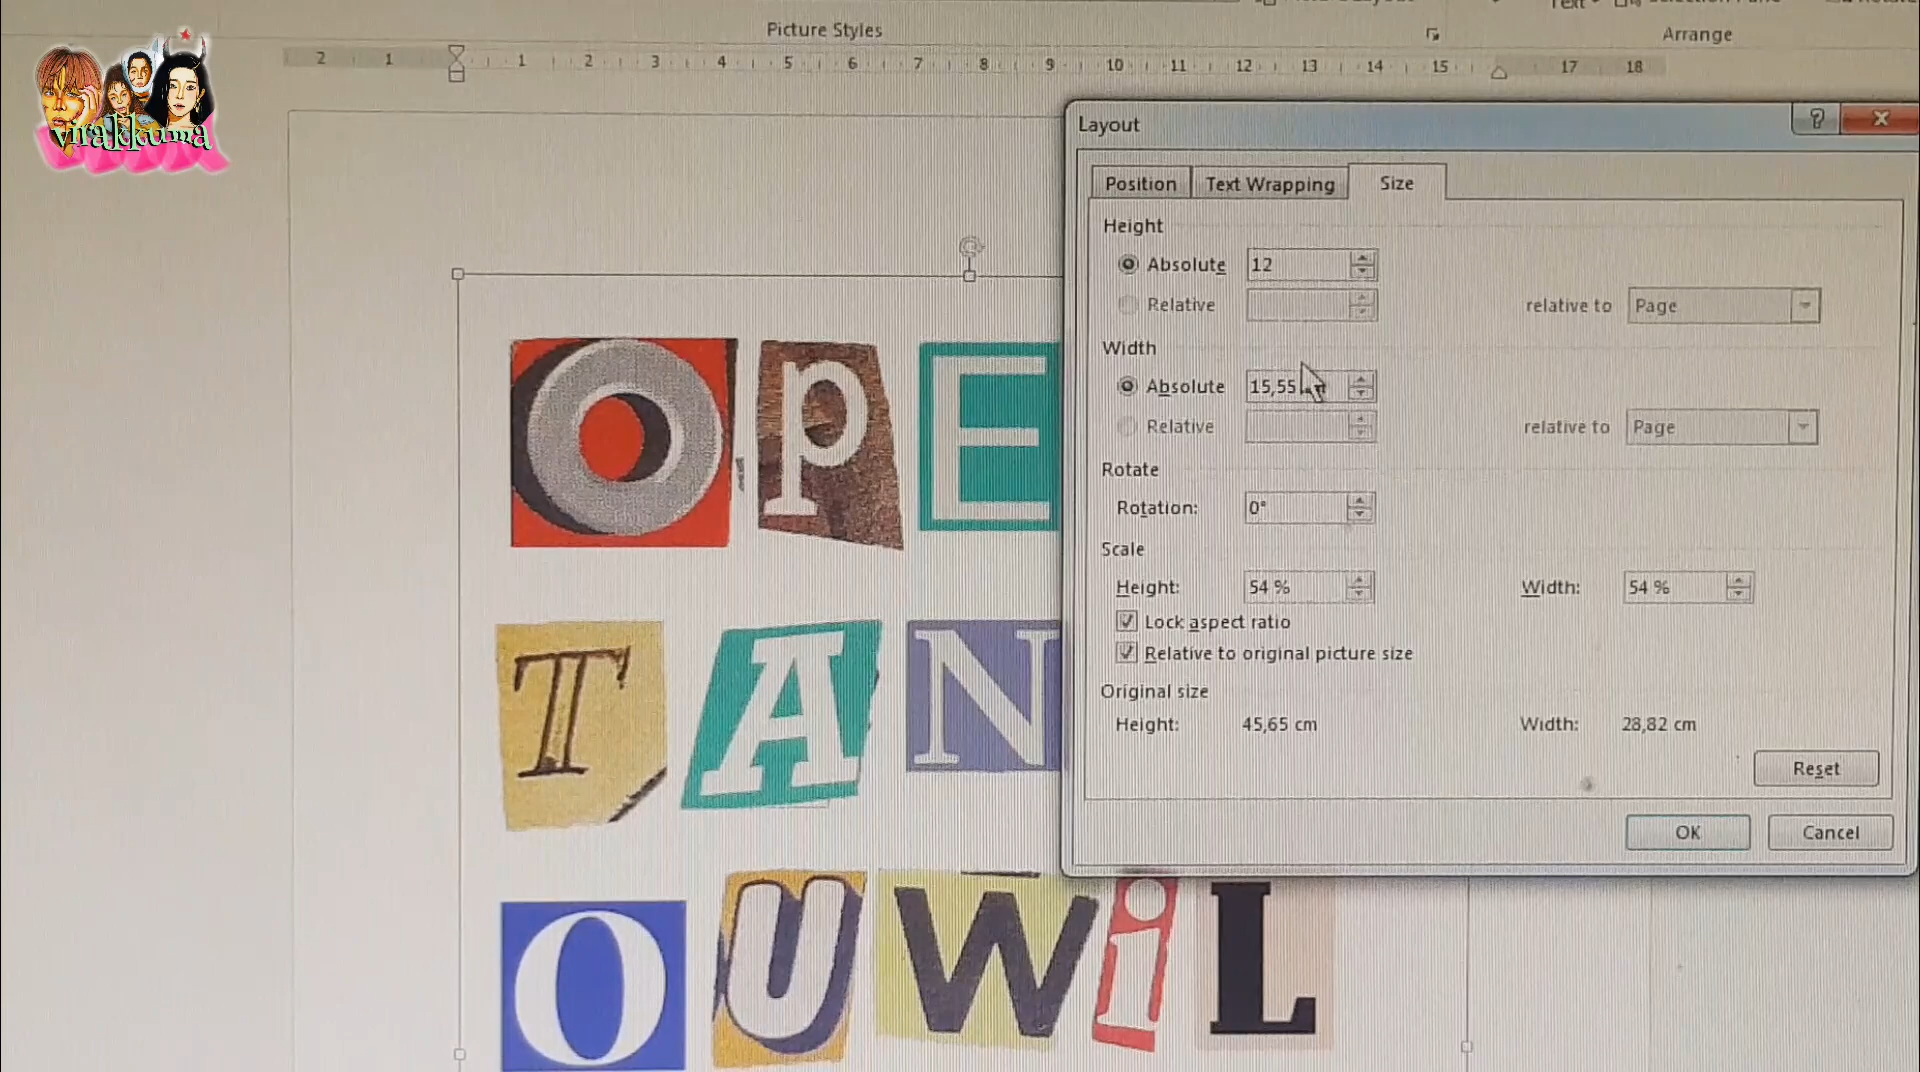 Picture Styles
Arrange
2 1 1 2 3 4 5 6 7 8 9 10 11 12 13 14 15 17 18
virakkuma
Layout
Position Text Wrapping Size
Height
Absolute 12
Relative relative to Page
Width
Absolute 15,55
Relative relative to Page
Rotate
Rotation: 0°
Scale
Height: 54 % Width: 54 %
Lock aspect ratio
Relative to original picture size
Original size
Height: 45,65 cm Width: 28,82 cm
Reset
OK Cancel
OPE
TAN
OUWiL